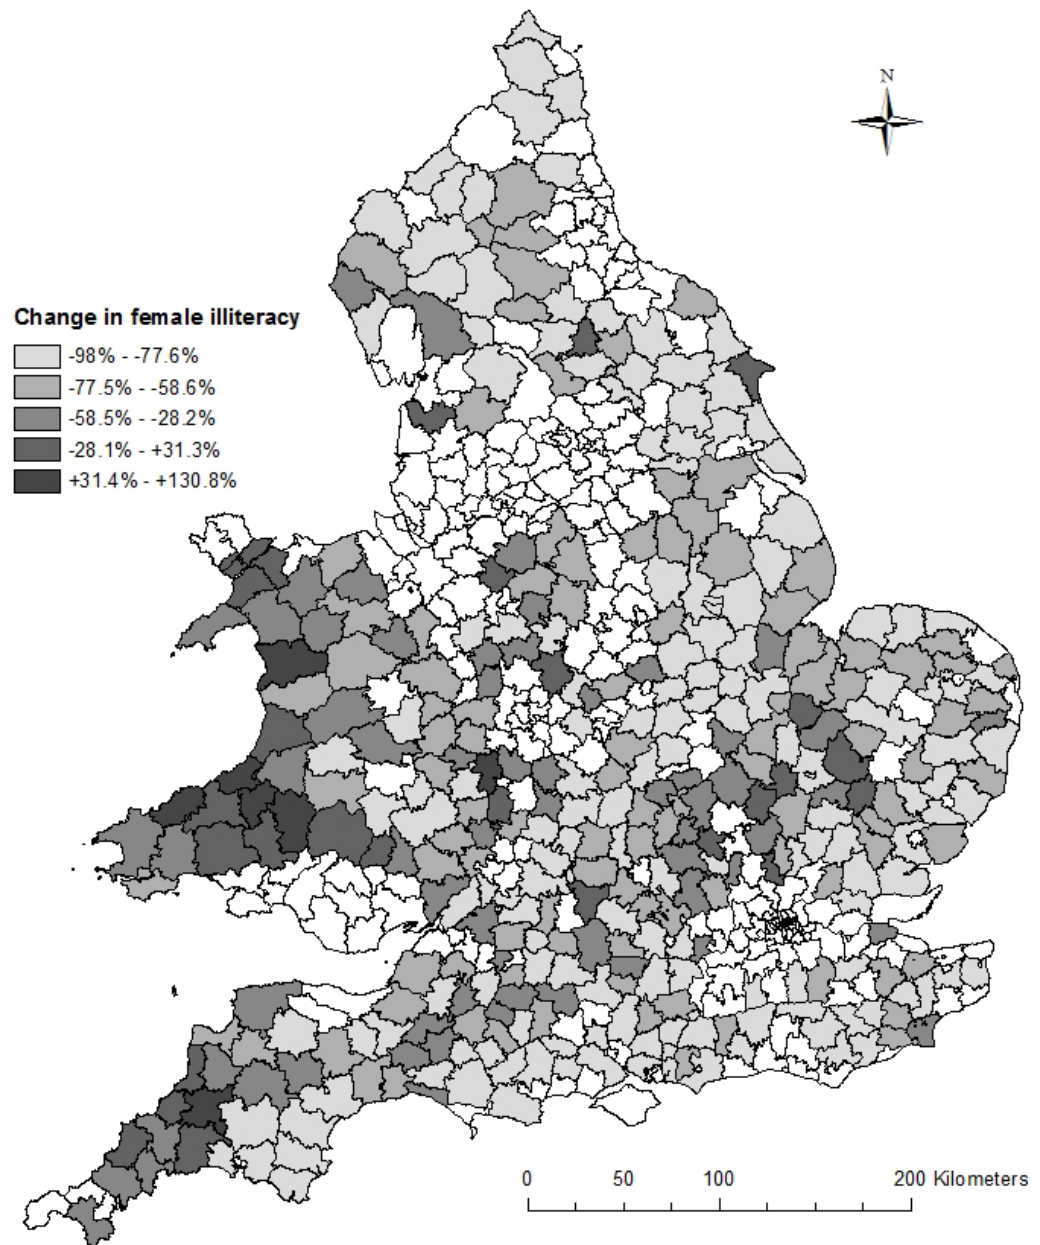 N
Change in female illiteracy
-98% - -77.6%
-77.5% - -58.6%
-58.5% - -28.2%
-28.1% - +31.3%
+31.4% - +130.8%
0 50 100 200 Kilometers